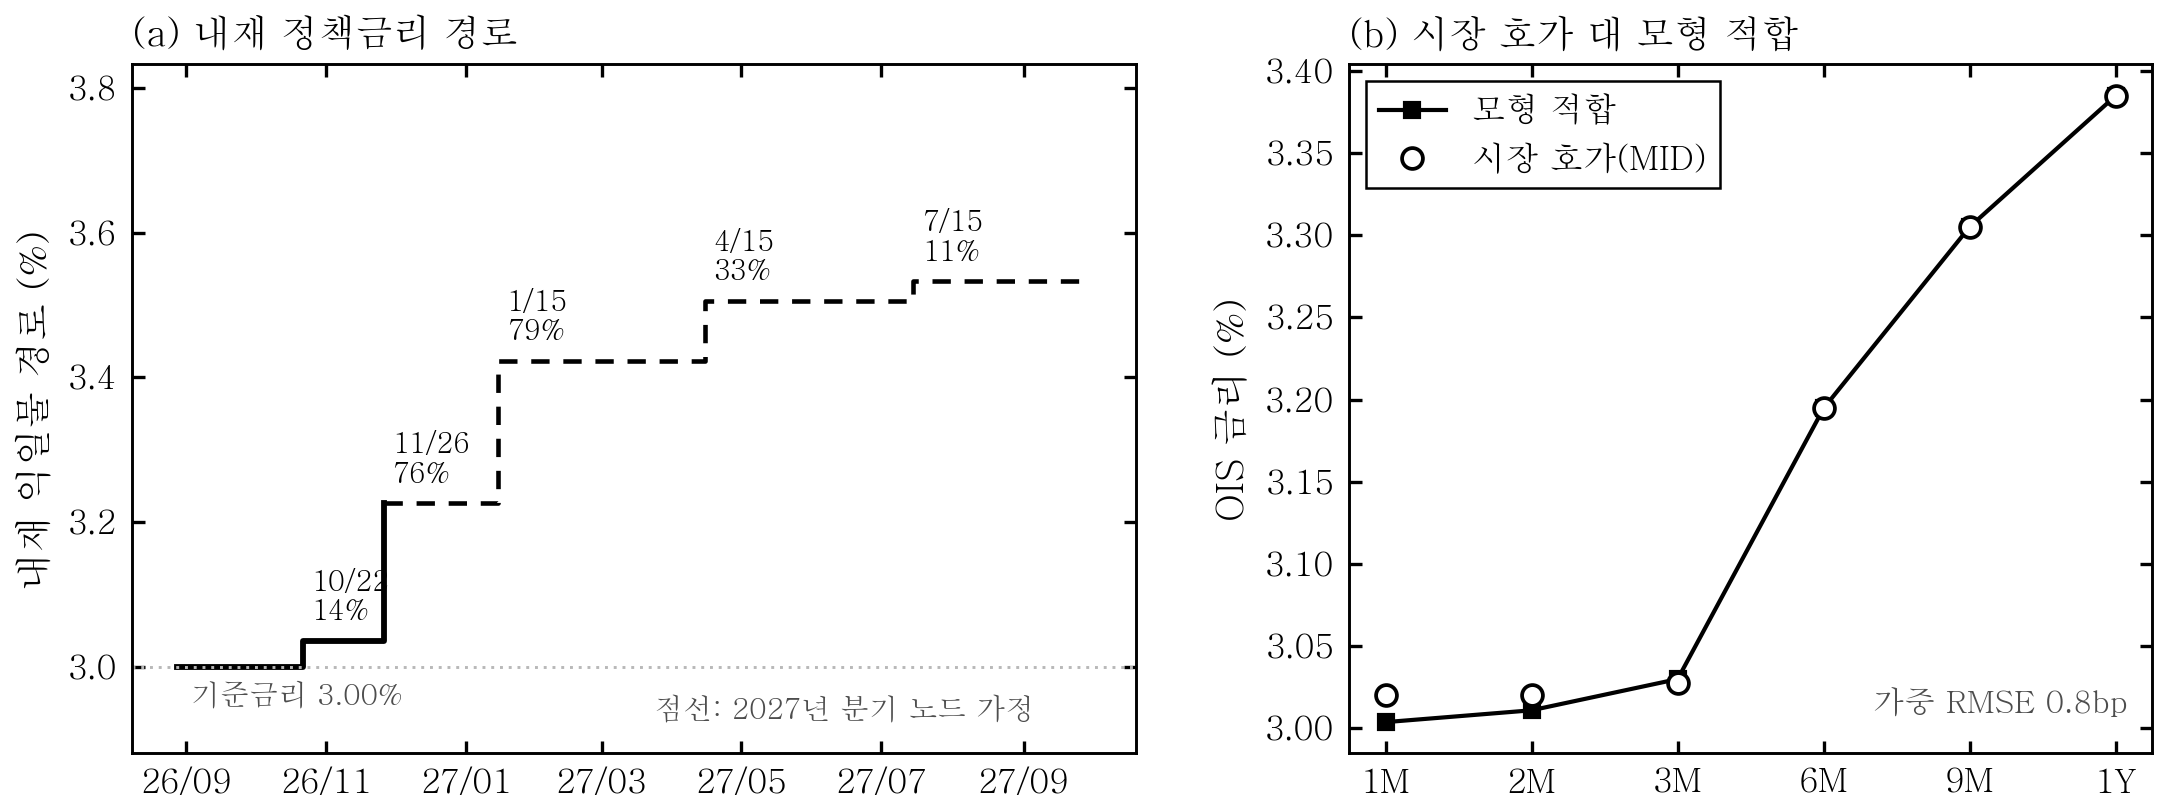 (a) 내재 정책금리 경로
내재 익일물 경로 (%)
3.8
3.6
3.4
3.2
3.0
7/15
11%
4/15
33%
1/15
79%
11/26
76%
10/22
14%
기준금리 3.00%
점선: 2027년 분기 노드 가정
26/09
26/11
27/01
27/03
27/05
27/07
27/09
(b) 시장 호가 대 모형 적합
OIS 금리 (%)
3.40
3.35
3.30
3.25
3.20
3.15
3.10
3.05
3.00
모형 적합
시장 호가(MID)
가중 RMSE 0.8bp
1M
2M
3M
6M
9M
1Y